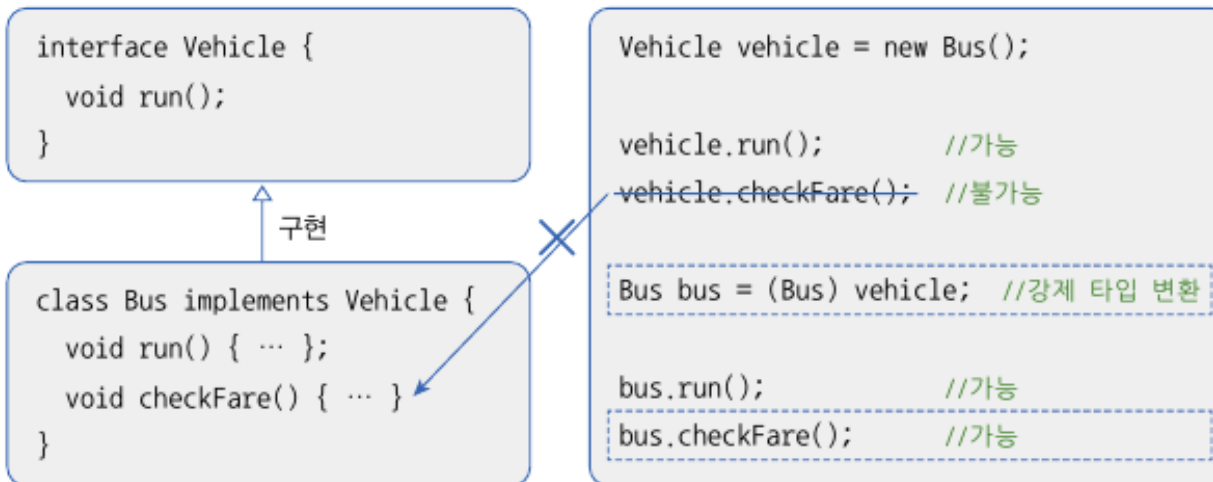 interface Vehicle {
void run();
}
구현
class Bus implements Vehicle {
void run() { … };
void checkFare() { … }
}
Vehicle vehicle = new Bus();
vehicle.run(); //가능
vehicle.checkFare(); //불가능
Bus bus = (Bus) vehicle; //강제 타입 변환
bus.run(); //가능
bus.checkFare(); //가능